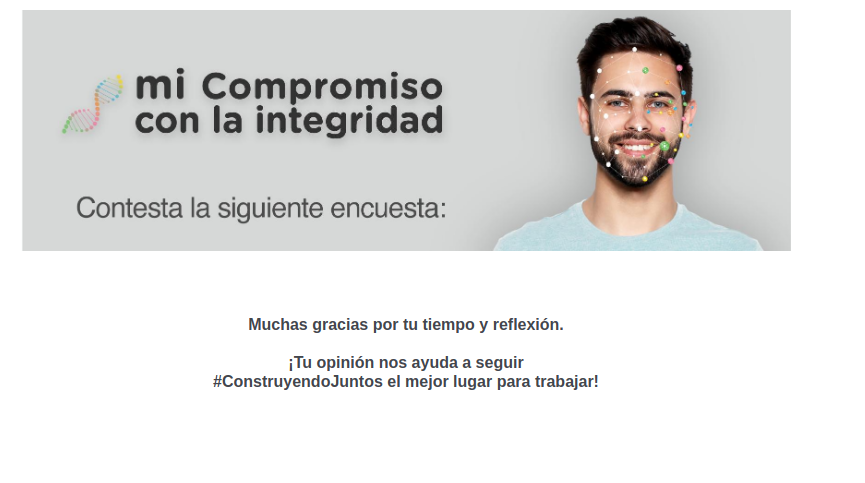 mi Compromiso
con la integridad
Contesta la siguiente encuesta:
Muchas gracias por tu tiempo y reflexión.
¡Tu opinión nos ayuda a seguir
#ConstruyendoJuntos el mejor lugar para trabajar!